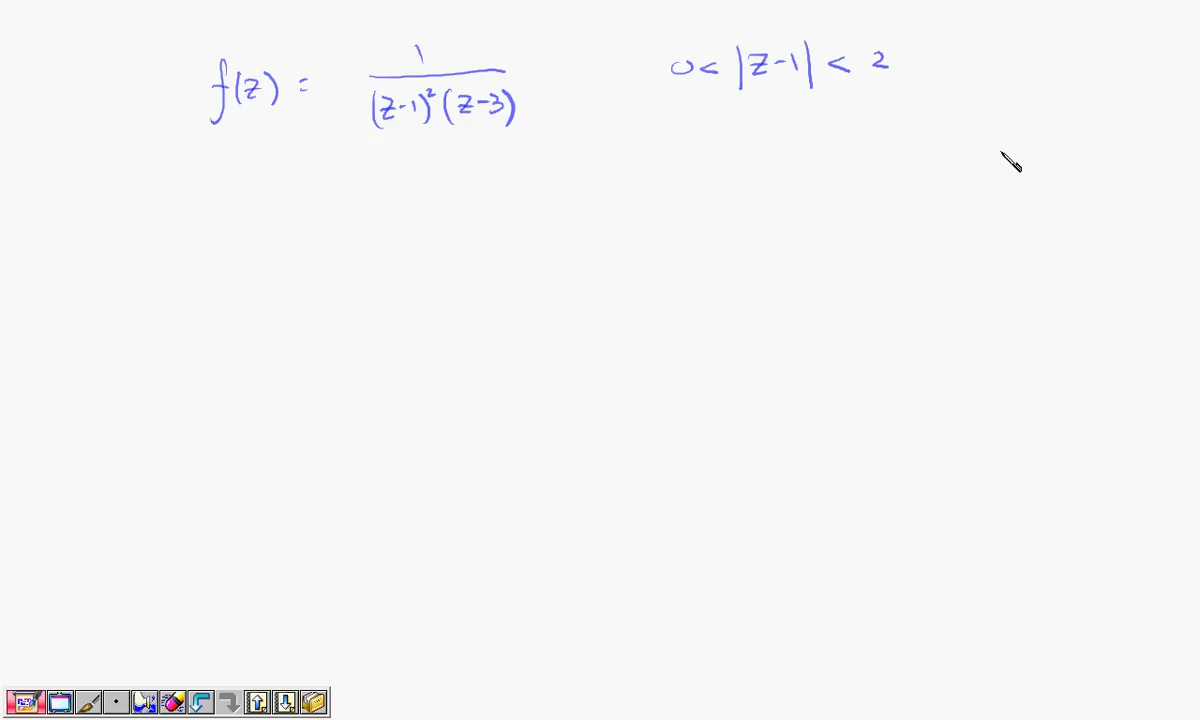 f(z) = 1 / ((z-1)² (z-3))    0 < |z-1| < 2